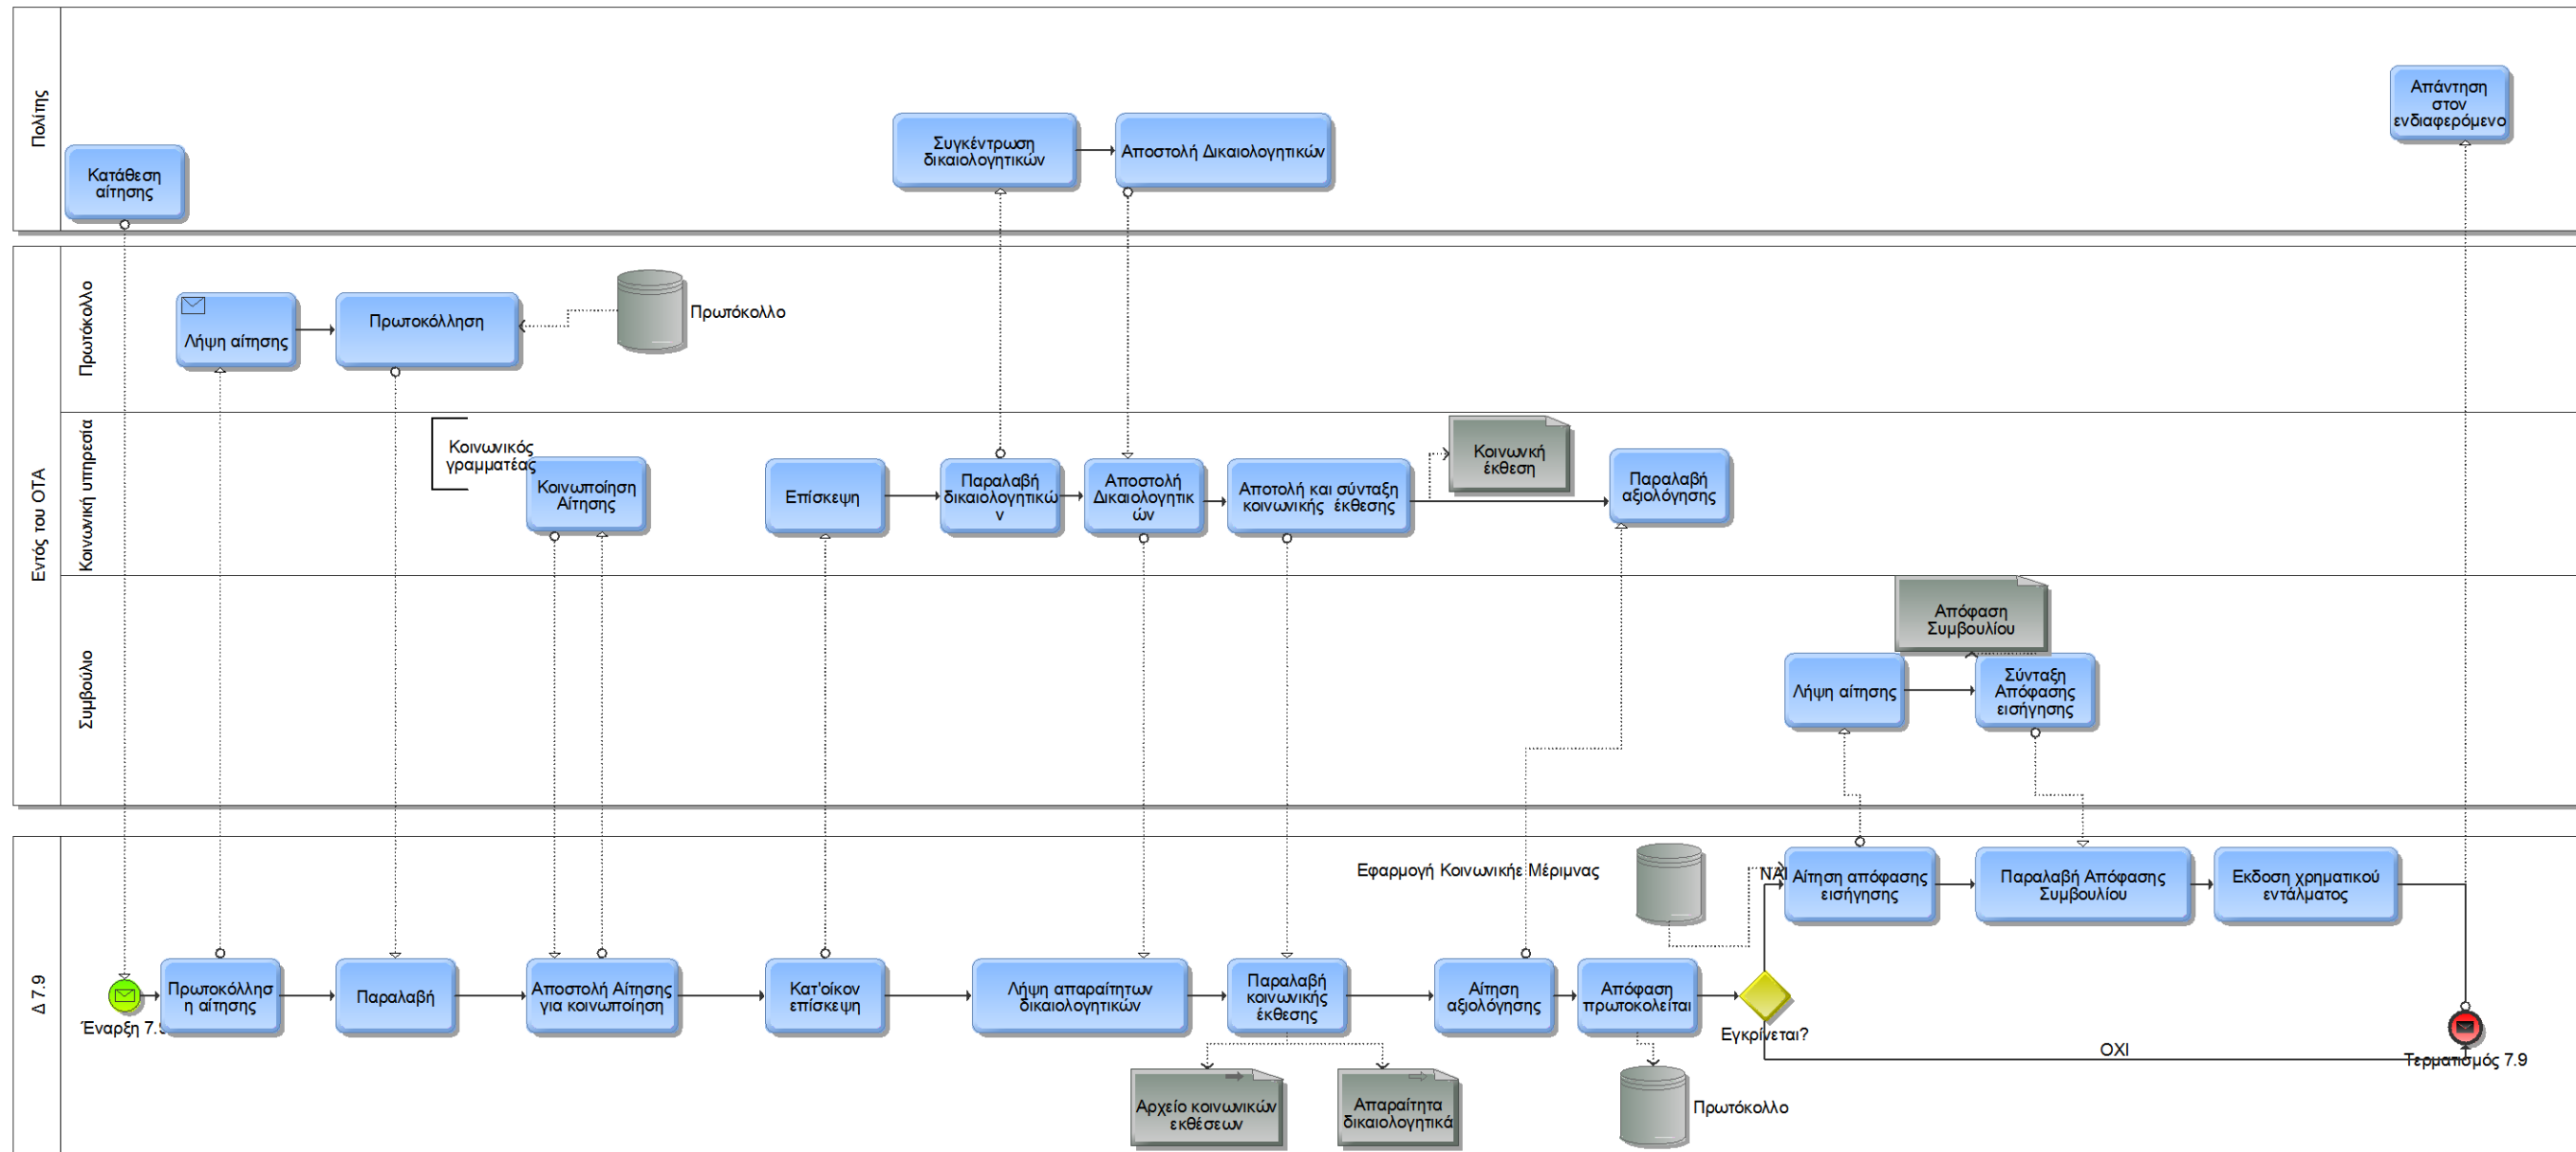 Πολίτης
Κατάθεση
αίτησης
Συγκέντρωση
δικαιολογητικών
Αποστολή Δικαιολογητικών
Απάντηση
στον
ενδιαφερόμενο
Εντός του ΟΤΑ
Πρωτόκολλο
Λήψη αίτησης
Πρωτοκόλληση
Πρωτόκολλο
Κοινωνική υπηρεσία
Κοινωνικός
γραμματέας
Κοινωποίηση
Αίτησης
Επίσκεψη
Παραλαβή
δικαιολογητικώ
ν
Αποστολή
Δικαιολογητικ
ών
Αποτολή και σύνταξη
κοινωνικής έκθεσης
Κοινωνκή
έκθεση
Παραλαβή
αξιολόγησης
Συμβούλιο
Απόφαση
Συμβουλίου
Λήψη αίτησης
Σύνταξη
Απόφασης
εισήγησης
Δ 7.9
Έναρξη 7.9
Πρωτοκόλλησ
η αίτησης
Παραλαβή
Αποστολή Αίτησης
για κοινωποίηση
Κατ'οίκον
επίσκεψη
Λήψη απαραίτητων
δικαιολογητικών
Παραλαβή
κοινωνικής
έκθεσης
Αρχείο κοινωνικών
εκθέσεων
Απαραίτητα
δικαιολογητικά
Αίτηση
αξιολόγησης
Απόφαση
πρωτοκολείται
Πρωτόκολλο
Εφαρμογή Κοινωνικήε Μέριμνας
Εγκρίνεται?
ΝΑΙ
Αίτηση απόφασης
εισήγησης
Παραλαβή Απόφασης
Συμβουλίου
Εκδοση χρηματικού
εντάλματος
ΟΧΙ
Τερματισμός 7.9